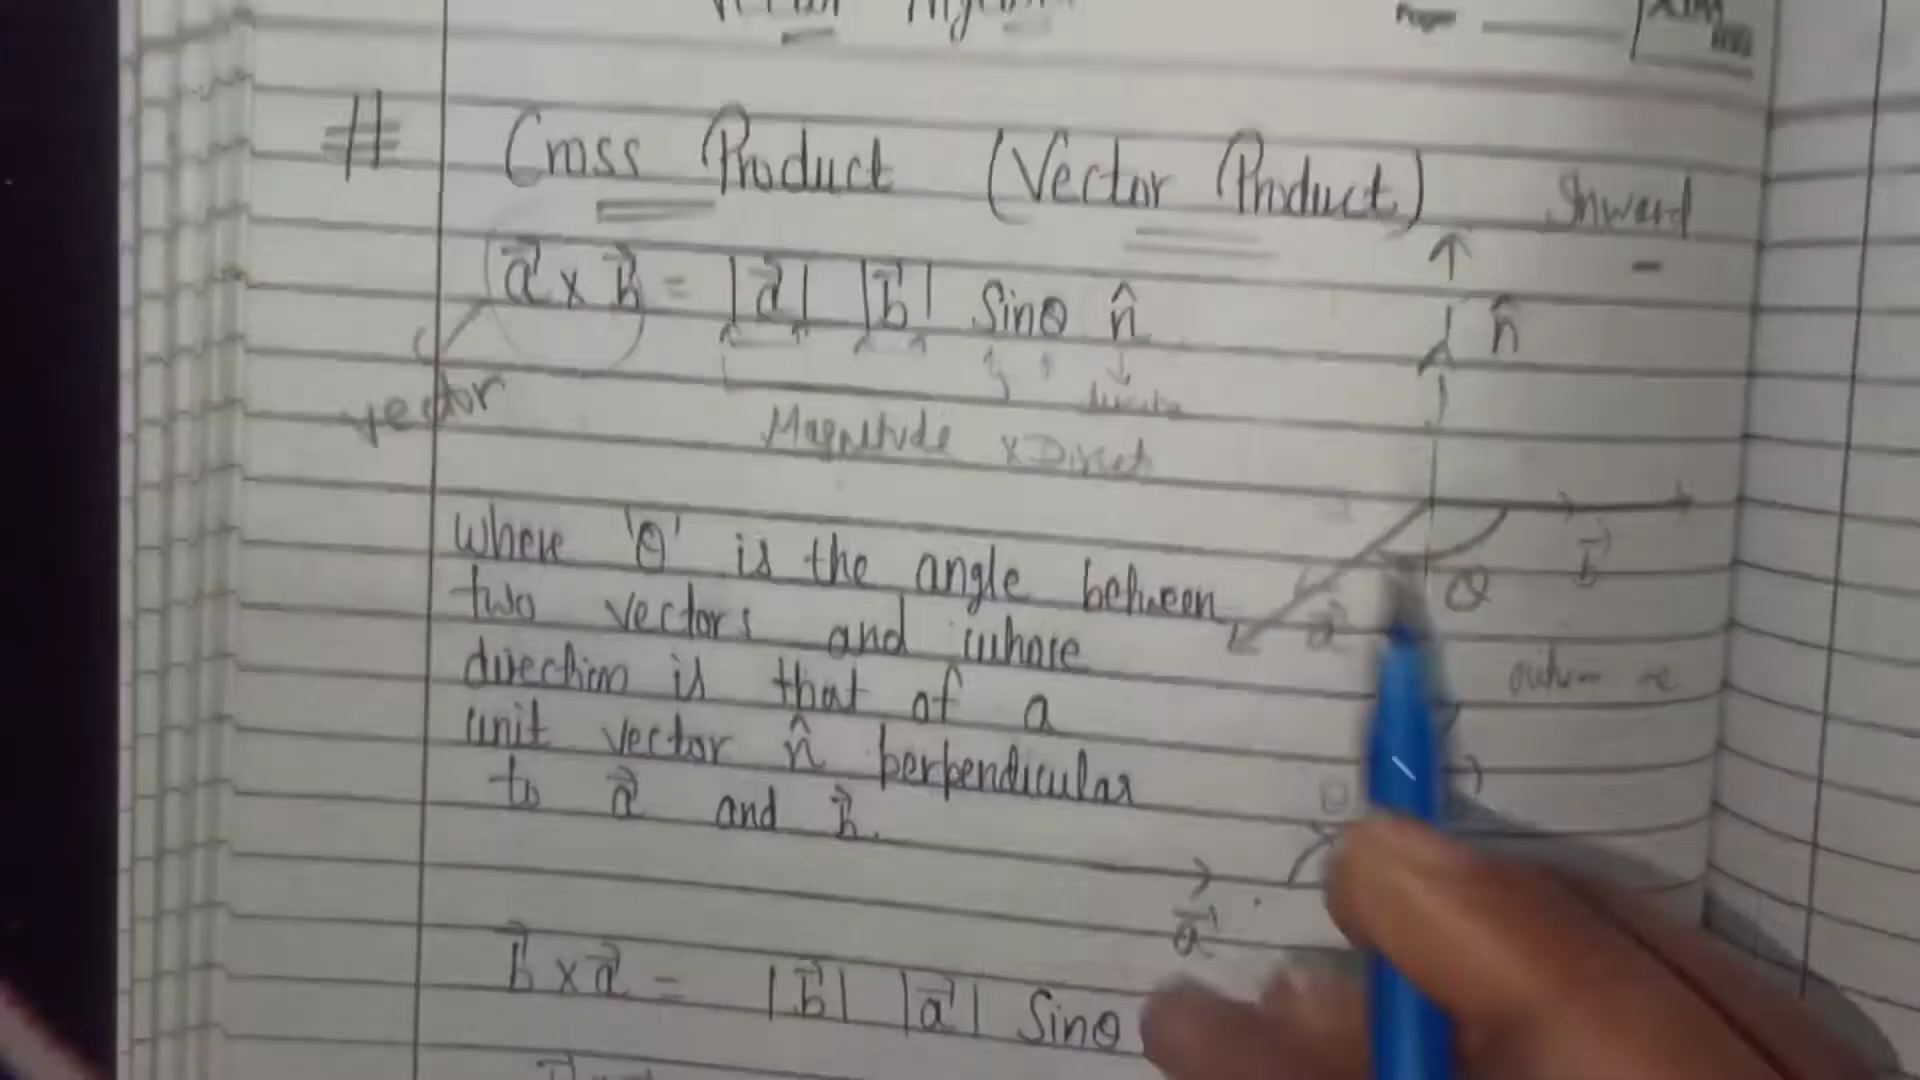 # Cross Product (Vector Product)
Inward
a⃗ x b⃗ = |a⃗| |b⃗| Sinθ n̂
n̂
vector
Magnitude x Direct
where 'θ' is the angle between
two vectors and whose
direction is that of a
unit vector n̂ perpendicular
to a⃗ and b⃗.
b⃗
θ
a⃗
a⃗
b⃗ x a⃗ = |b⃗| |a⃗| Sinθ